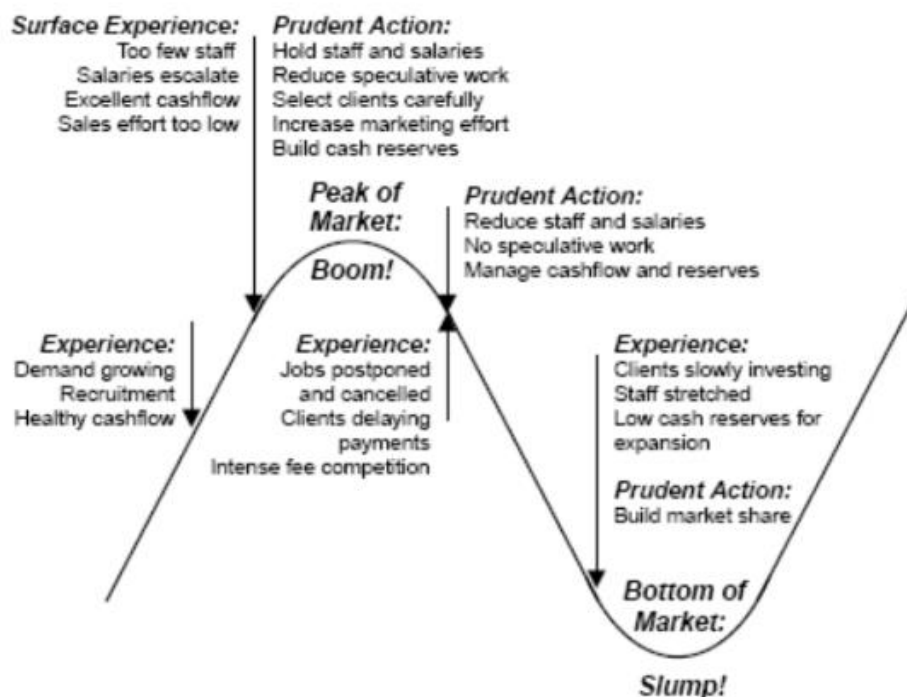 Surface Experience:
Too few staff
Salaries escalate
Excellent cashflow
Sales effort too low
Prudent Action:
Hold staff and salaries
Reduce speculative work
Select clients carefully
Increase marketing effort
Build cash reserves
Peak of
Market:
Boom!
Prudent Action:
Reduce staff and salaries
No speculative work
Manage cashflow and reserves
Experience:
Demand growing
Recruitment
Healthy cashflow
Experience:
Jobs postponed
and cancelled
Clients delaying
payments
Intense fee competition
Experience:
Clients slowly investing
Staff stretched
Low cash reserves for
expansion
Prudent Action:
Build market share
Bottom of
Market:
Slump!